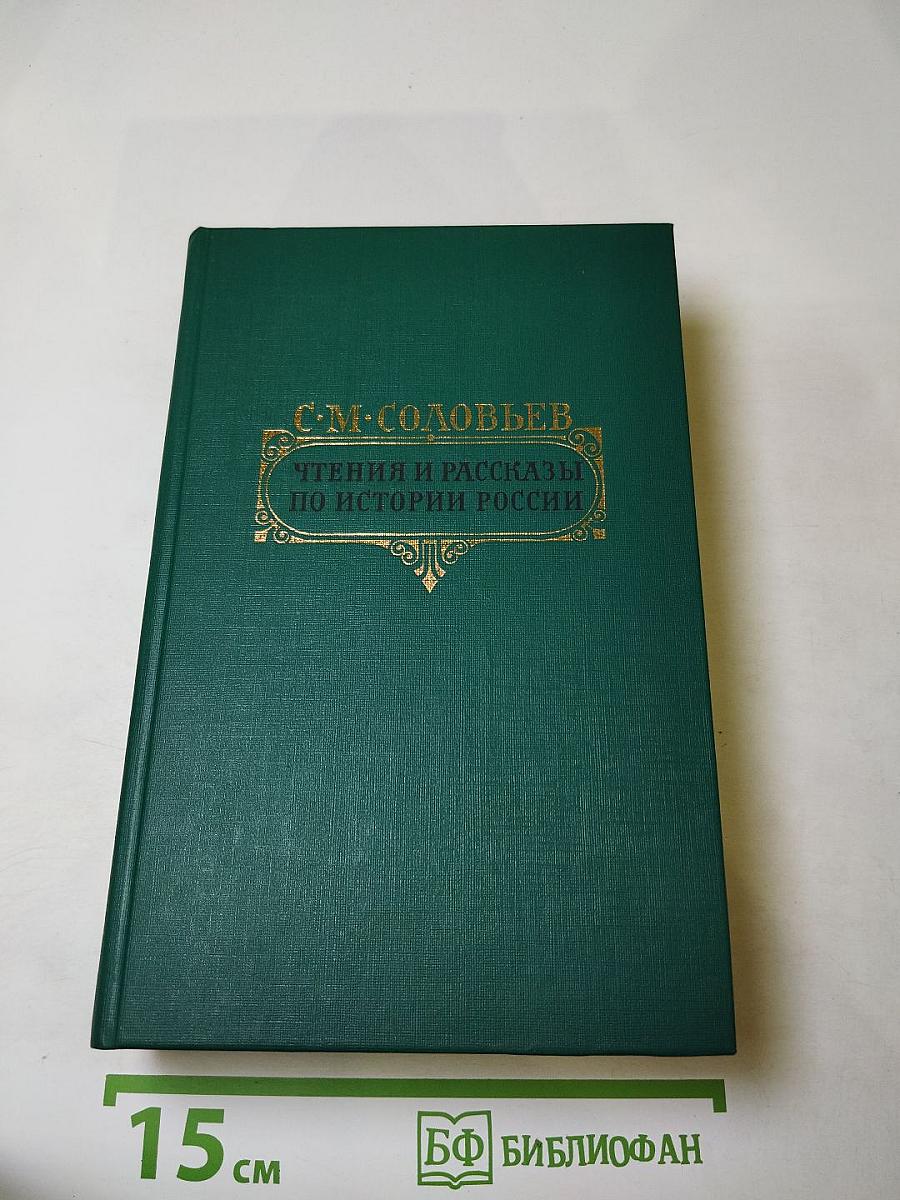 С·М·СОЛОВЬЕВ
ЧТЕНИЯ И РАССКАЗЫ
ПО ИСТОРИИ РОССИИ
15 см
БФ БИБЛИОФАН